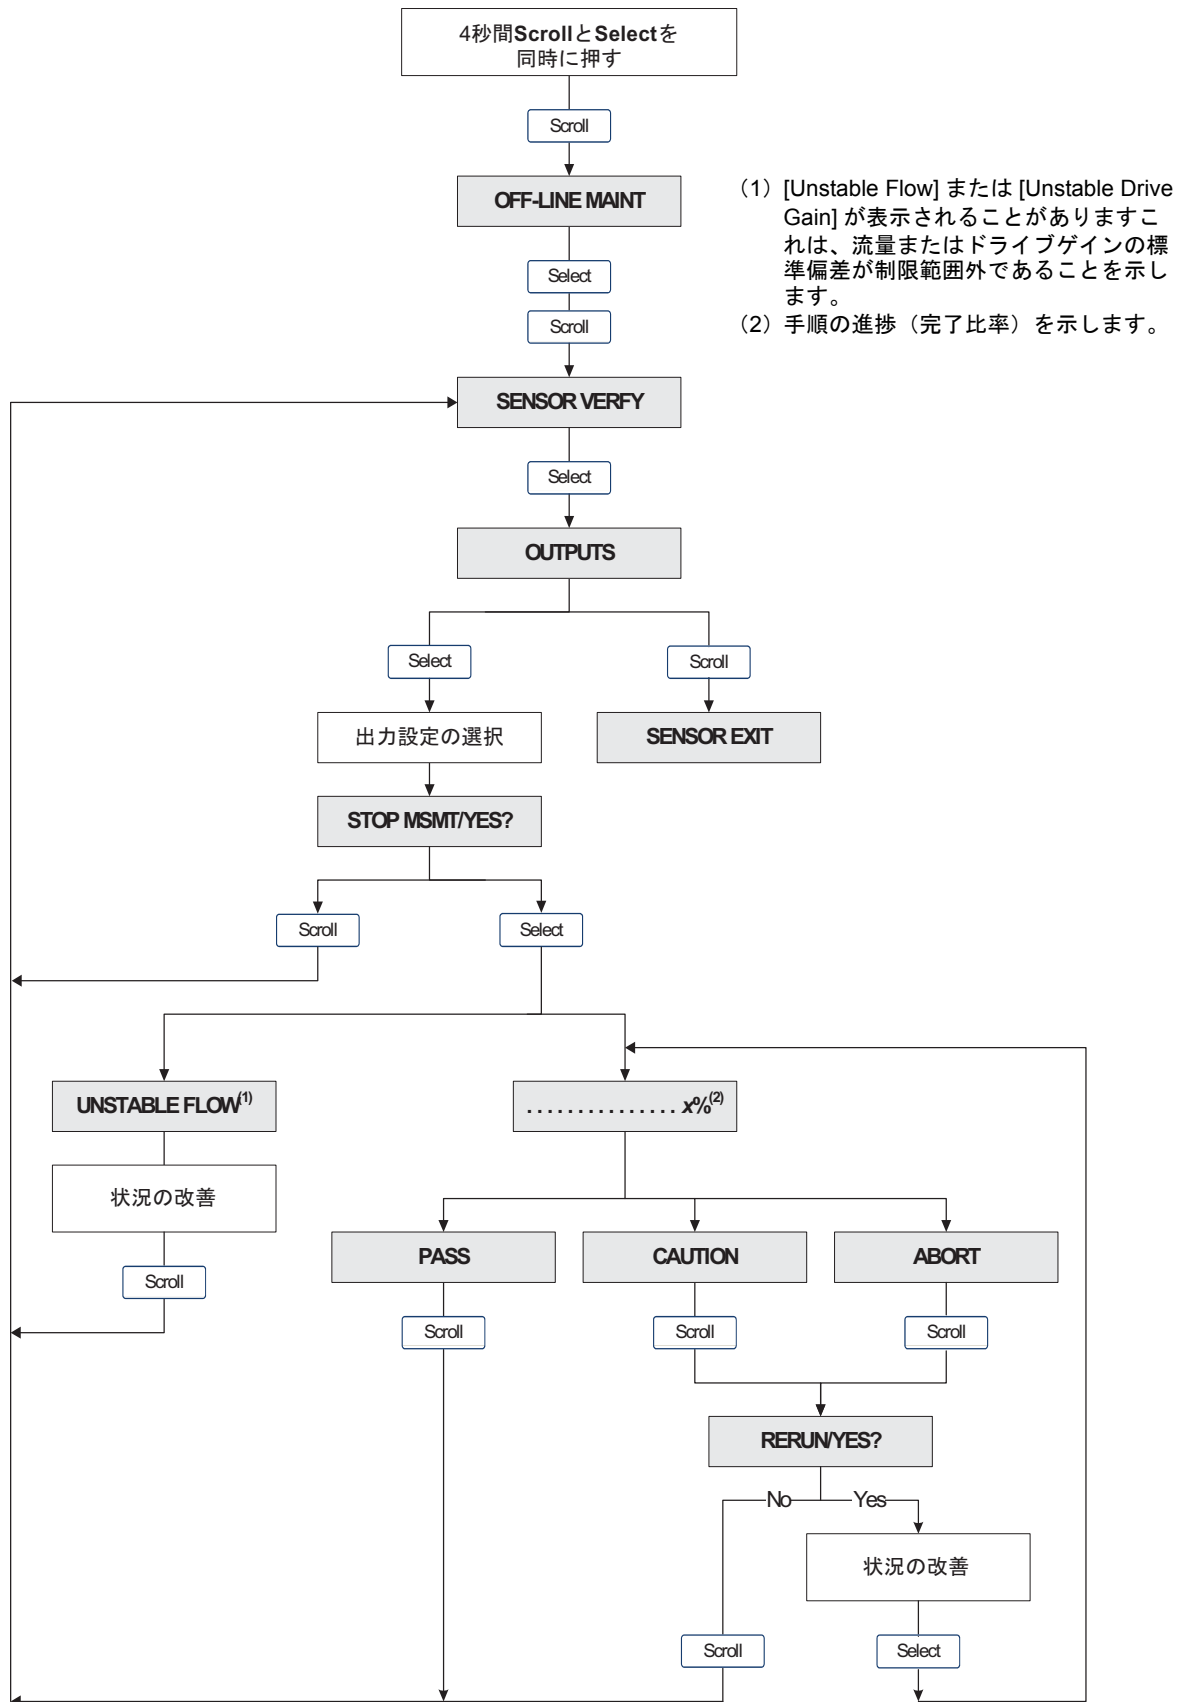 4秒間ScrollとSelectを
同時に押す
Scroll
OFF-LINE MAINT
(1) [Unstable Flow] または [Unstable Drive
Gain] が表示されることがありますこ
れは、流量またはドライブゲインの標
準偏差が制限範囲外であることを示し
ます。
(2) 手順の進捗（完了比率）を示します。
Select
Scroll
SENSOR VERFY
Select
OUTPUTS
Select
Scroll
出力設定の選択
SENSOR EXIT
STOP MSMT/YES?
Scroll
Select
UNSTABLE FLOW(1)
. . . . . . . . . . . . . . . x%(2)
状況の改善
Scroll
PASS
CAUTION
ABORT
Scroll
Scroll
Scroll
RERUN/YES?
No
Yes
状況の改善
Scroll
Select